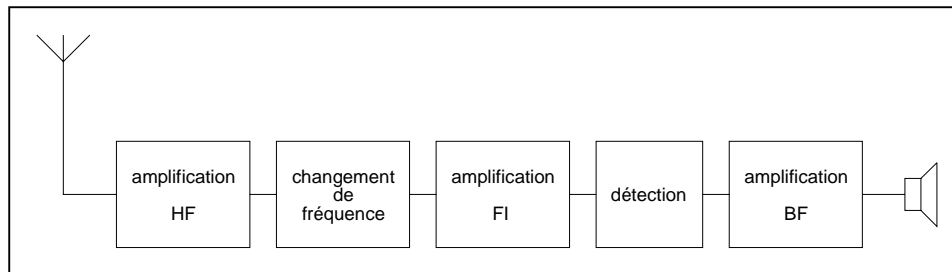 amplification
HF
changement
de
fréquence
amplification
FI
détection
amplification
BF